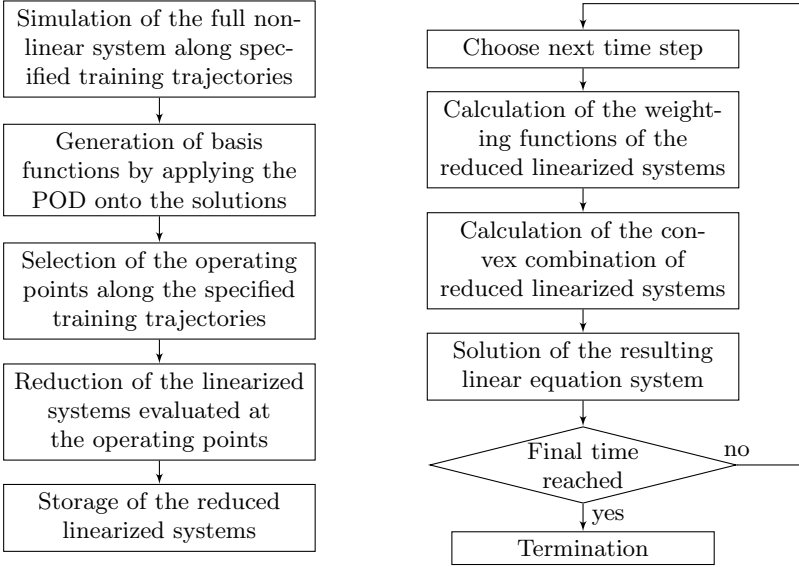 Simulation of the full non-
linear system along spec-
ified training trajectories
Generation of basis
functions by applying the
POD onto the solutions
Selection of the operating
points along the specified
training trajectories
Reduction of the linearized
systems evaluated at
the operating points
Storage of the reduced
linearized systems
Choose next time step
Calculation of the weight-
ing functions of the
reduced linearized systems
Calculation of the con-
vex combination of
reduced linearized systems
Solution of the resulting
linear equation system
Final time
reached
no
yes
Termination